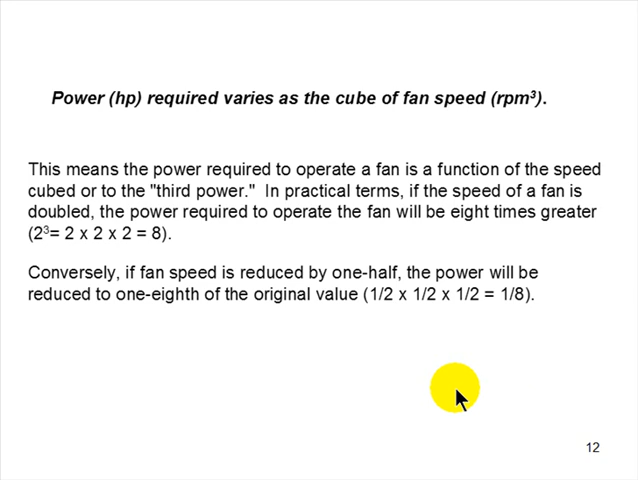 Power (hp) required varies as the cube of fan speed (rpm³).
This means the power required to operate a fan is a function of the speed
cubed or to the "third power."  In practical terms, if the speed of a fan is
doubled, the power required to operate the fan will be eight times greater
(2³= 2 x 2 x 2 = 8).
Conversely, if fan speed is reduced by one-half, the power will be
reduced to one-eighth of the original value (1/2 x 1/2 x 1/2 = 1/8).
12